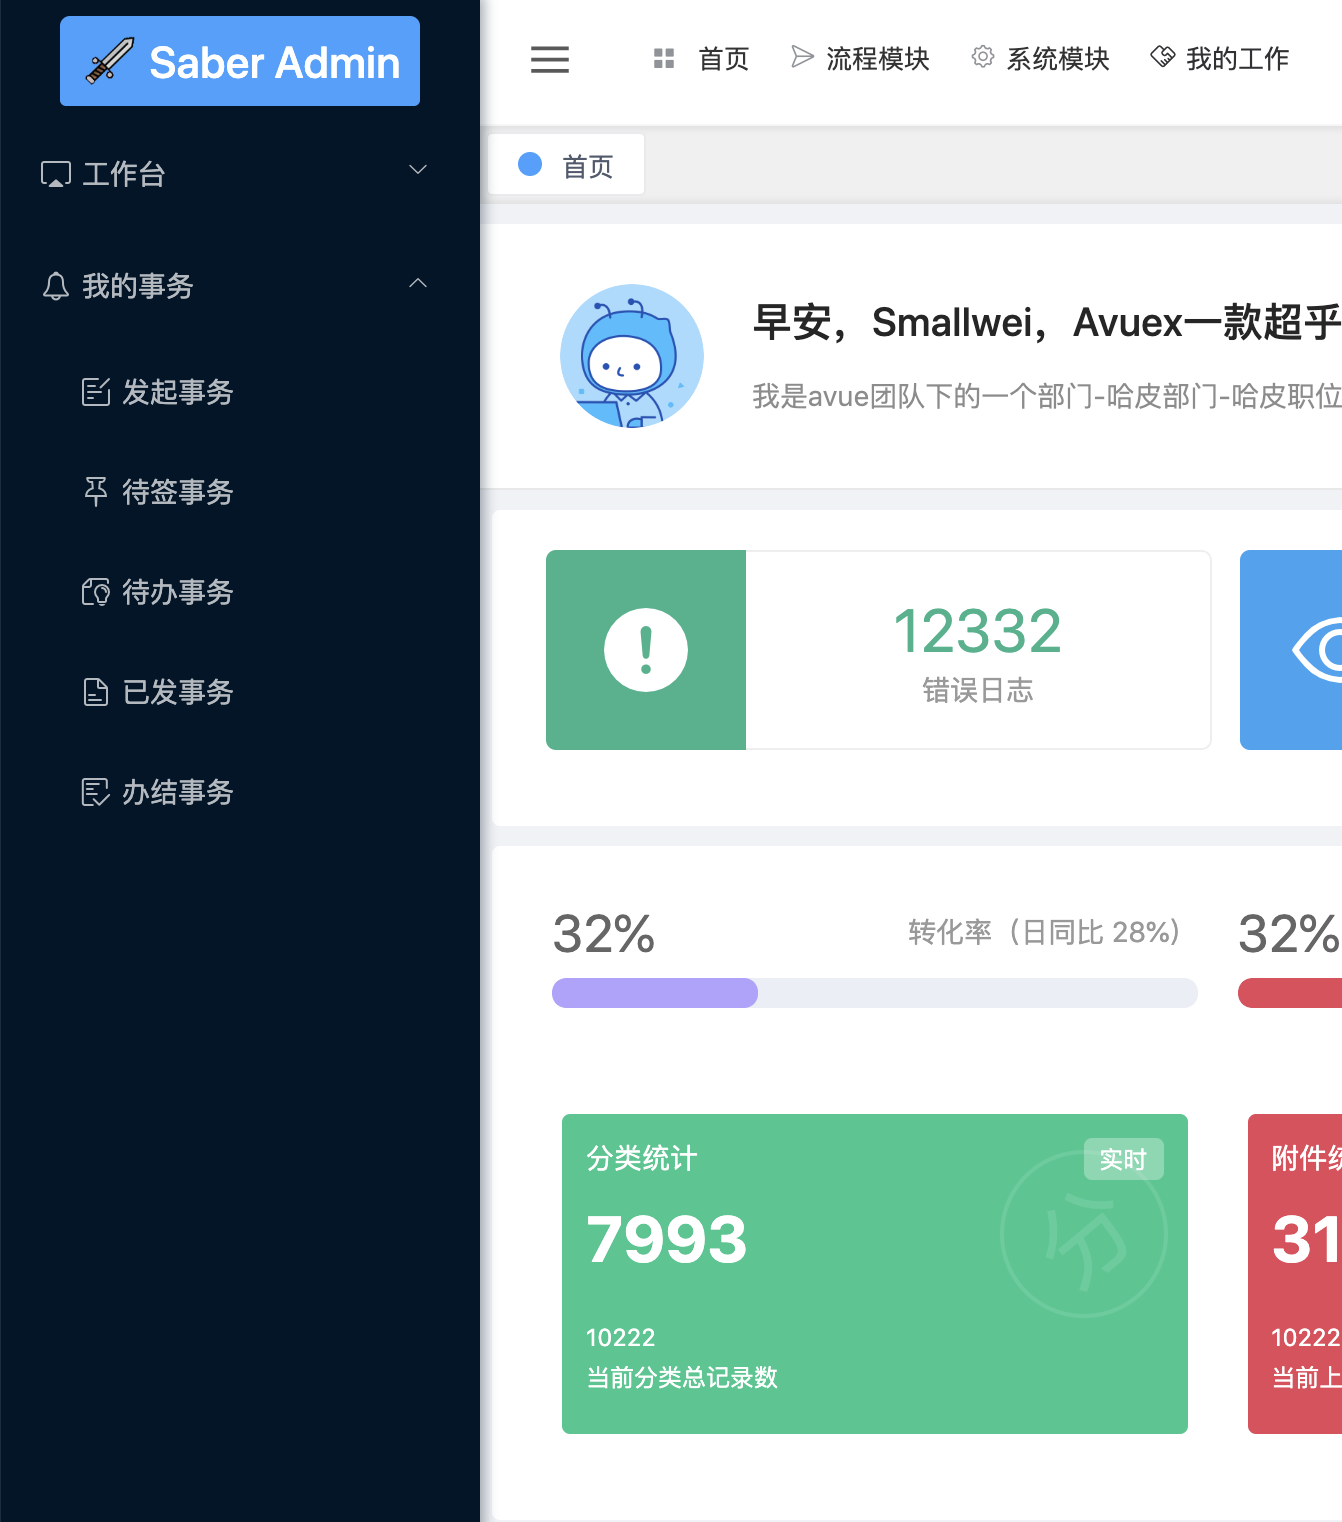 Saber Admin
工作台
我的事务
发起事务
待签事务
待办事务
已发事务
办结事务
首页
流程模块
系统模块
我的工作
首页
早安，Smallwei，Avuex一款超乎
我是avue团队下的一个部门-哈皮部门-哈皮职位
12332
错误日志
32%
转化率（日同比 28%）
32%
分类统计
实时
7993
分
10222
当前分类总记录数
附件统
31
10222
当前上